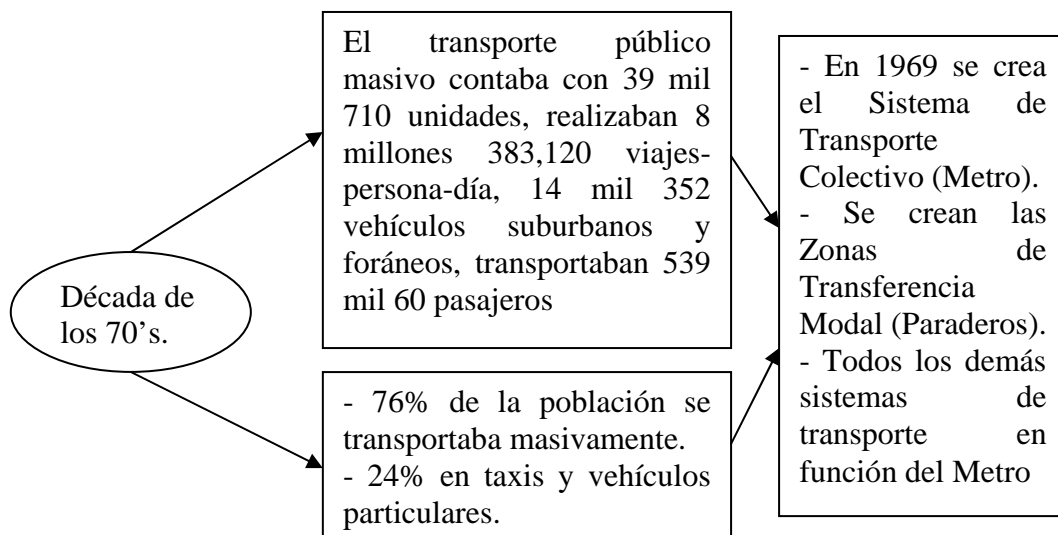 Década de
los 70's.
El transporte público
masivo contaba con 39 mil
710 unidades, realizaban 8
millones 383,120 viajes-
persona-día, 14 mil 352
vehículos suburbanos y
foráneos, transportaban 539
mil 60 pasajeros
- 76% de la población se
transportaba masivamente.
- 24% en taxis y vehículos
particulares.
- En 1969 se crea
el Sistema de
Transporte
Colectivo (Metro).
- Se crean las
Zonas de
Transferencia
Modal (Paraderos).
- Todos los demás
sistemas de
transporte en
función del Metro